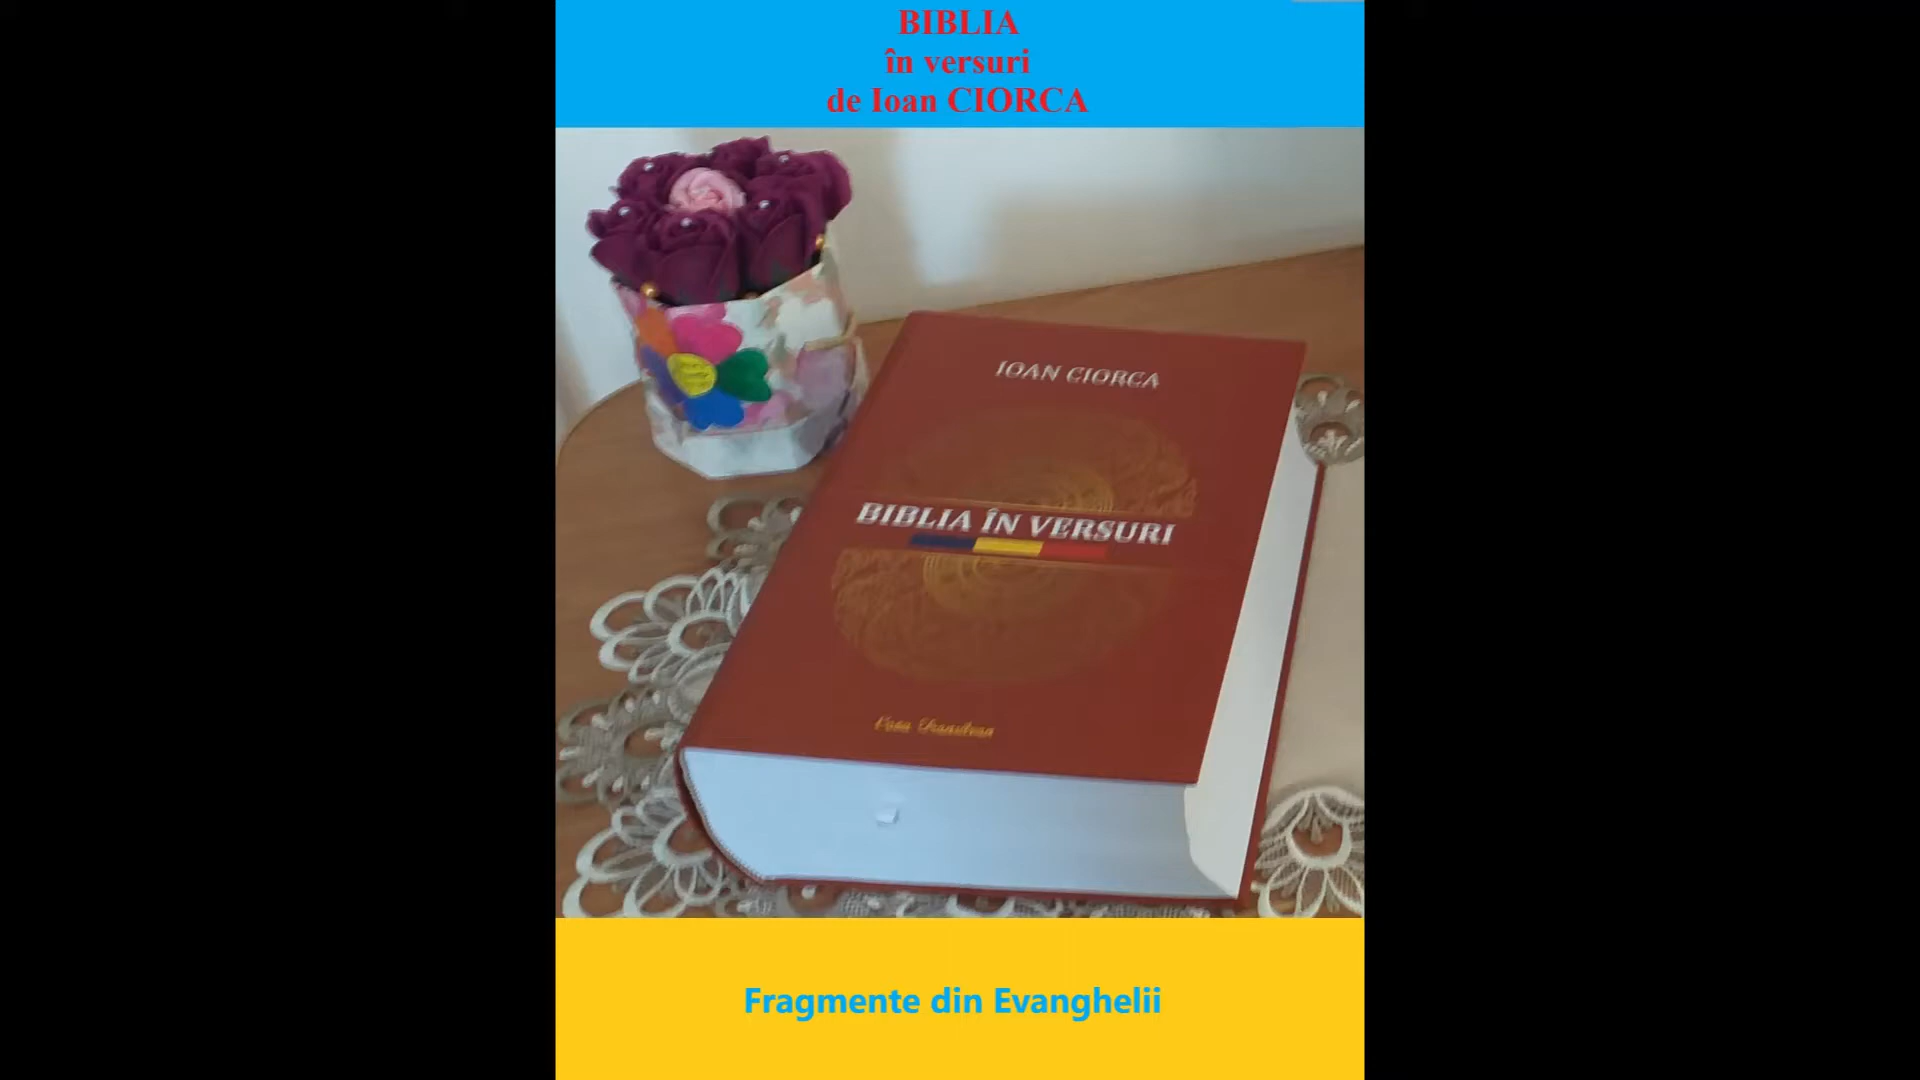 BIBLIA
în versuri
de Ioan CIORCA
IOAN CIORCA
BIBLIA ÎN VERSURI
Fragmente din Evanghelii